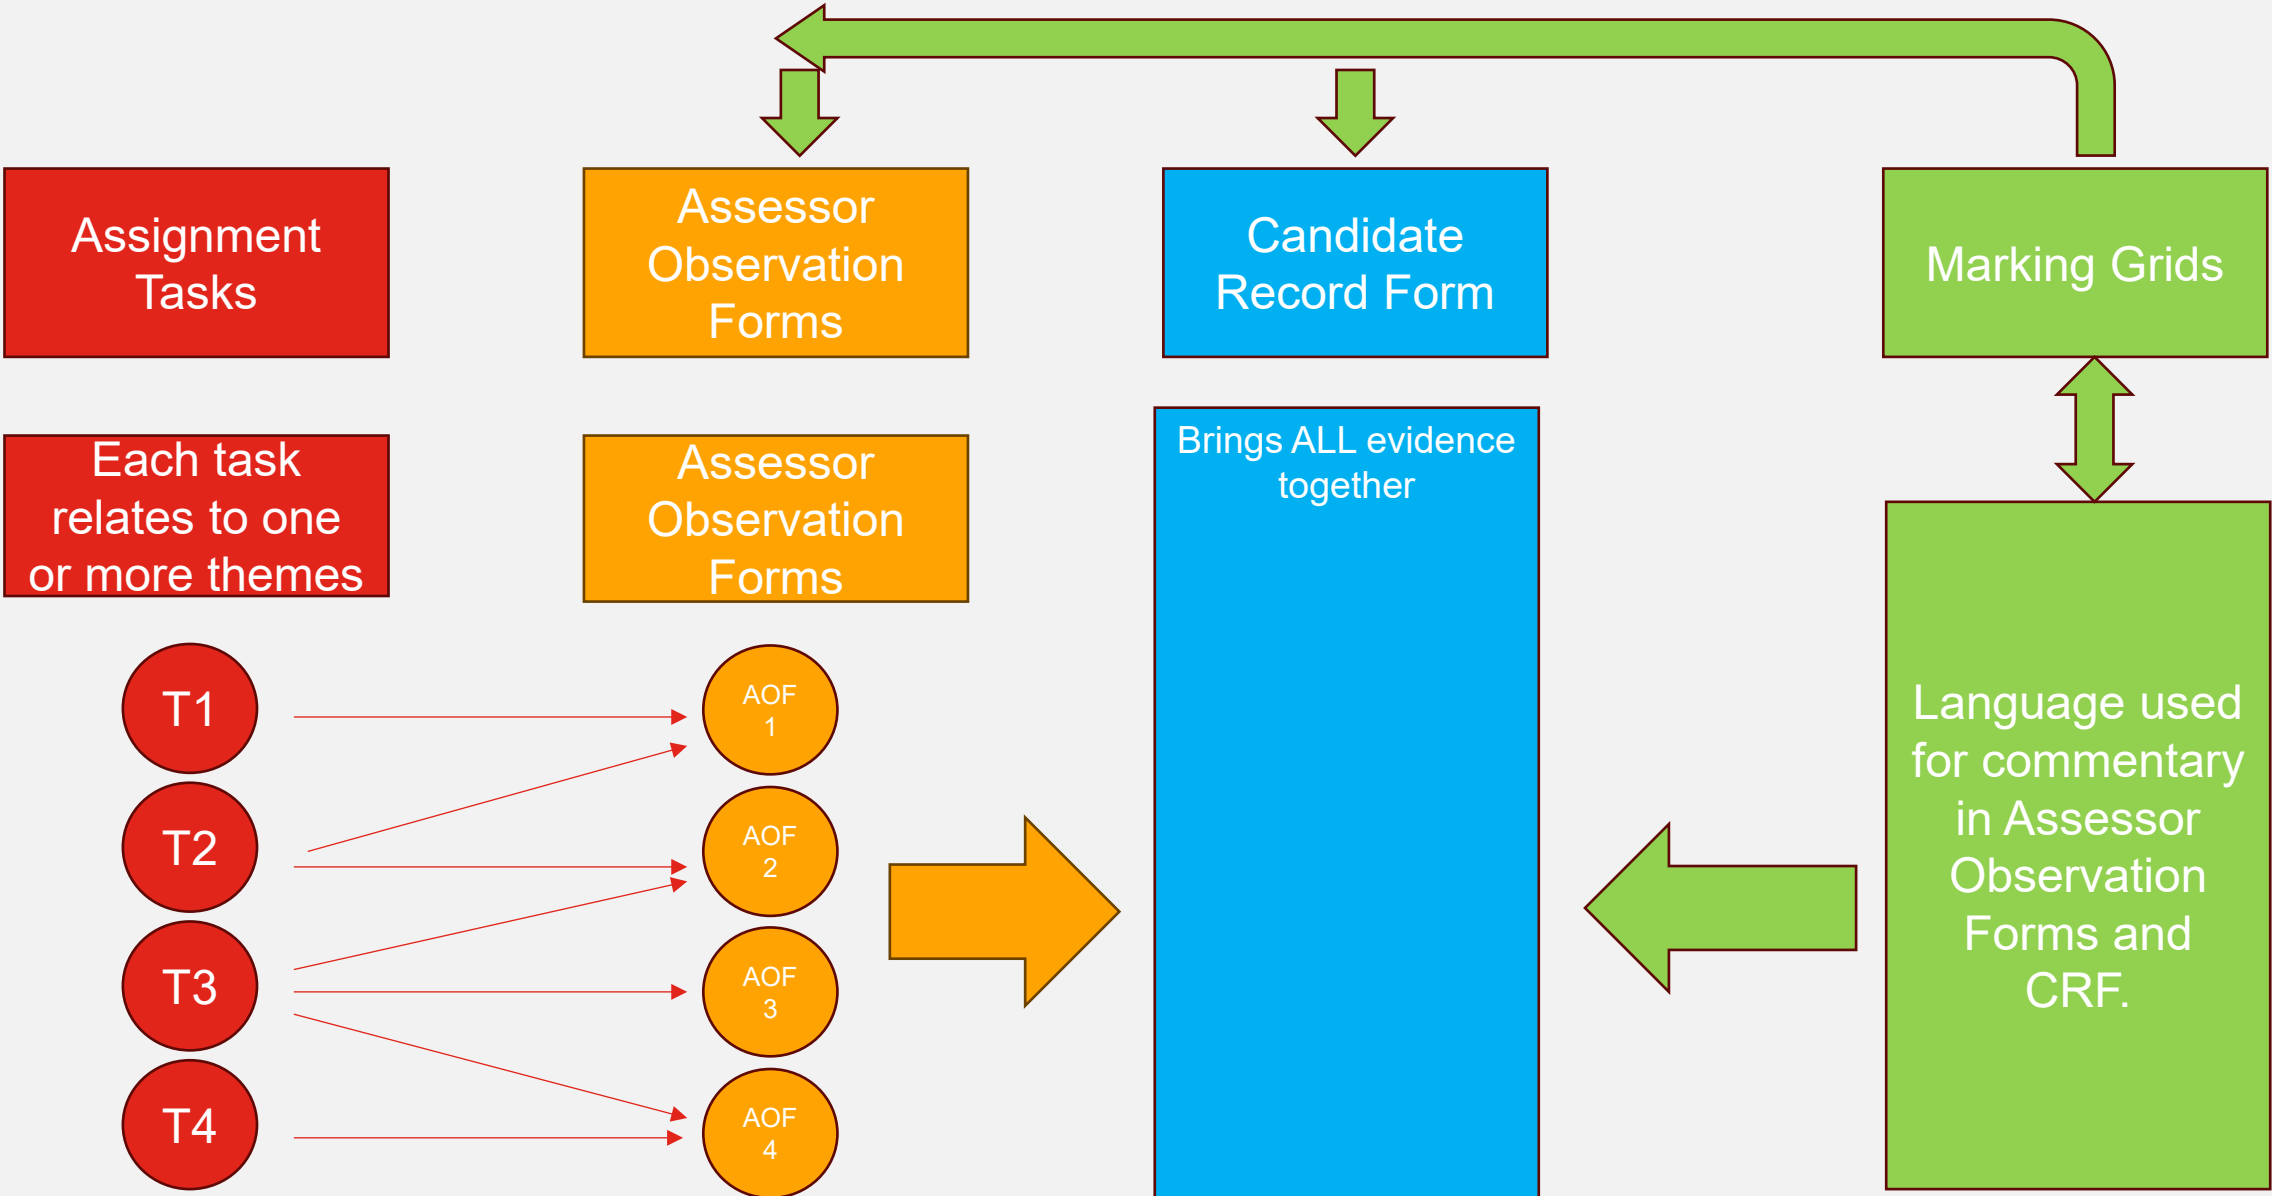 Assignment
Tasks
Assessor
Observation
Forms
Candidate
Record Form
Marking Grids
Each task
relates to one
or more themes
Assessor
Observation
Forms
Brings ALL evidence
together
Language used
for commentary
in Assessor
Observation
Forms and
CRF.
T1
T2
T3
T4
AOF
1
AOF
2
AOF
3
AOF
4